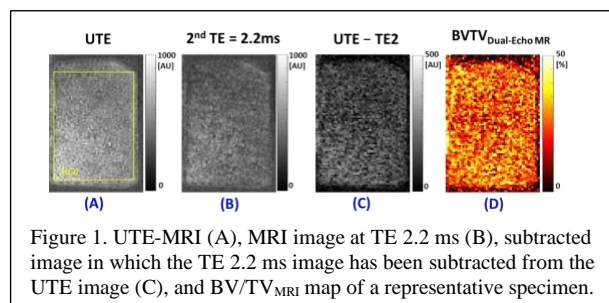 UTE
2nd TE = 2.2ms
UTE – TE2
BVTVDual-Echo MR
1000
[AU]
0
1000
[AU]
0
500
[AU]
0
50
[%]
0
ROI
(A)
(B)
(C)
(D)
Figure 1. UTE-MRI (A), MRI image at TE 2.2 ms (B), subtracted
image in which the TE 2.2 ms image has been subtracted from the
UTE image (C), and BV/TVMRI map of a representative specimen.